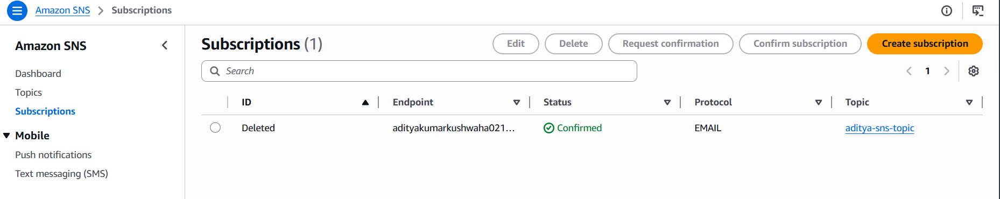 Amazon SNS > Subscriptions
Amazon SNS
Dashboard
Topics
Subscriptions
Mobile
Push notifications
Text messaging (SMS)
Subscriptions (1)
Edit
Delete
Request confirmation
Confirm subscription
Create subscription
Search
1
ID Endpoint Status Protocol Topic
Deleted adityakumarkushwaha021... Confirmed EMAIL aditya-sns-topic